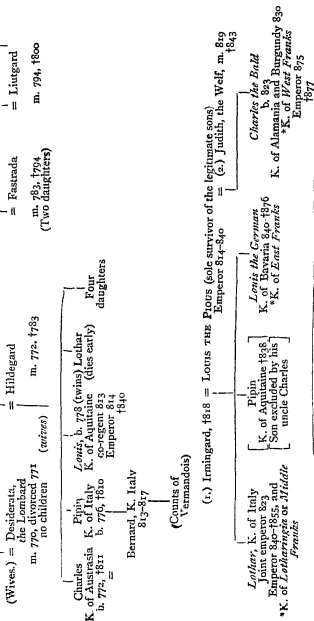 (Wives.) = Desiderata,
the Lombard
m. 770, divorced 771
no children
= Hildegard
m. 772, †783
= Fastrada
m. 783, †794
(Two daughters)
= Liutgard
m. 794, †800
(wives)
Charles
K. of Austrasia
b. 772, †811
=
Pipin
K. of Italy
b. 776, †810
Louis, b. 778 (twins) Lothar
K. of Aquitaine (dies early)
co-regent 813
Emperor 814
†840
Four
daughters
Bernard, K. Italy
813–817
(Counts of
Vermandois)
(1.) Irmingard, †818 = LOUIS THE PIOUS (sole survivor of the legitimate sons)
Emperor 814–840
= (2.) Judith, the Welf, m. 819
†843
Lothar, K. of Italy
Joint emperor 823
Emperor 840–†855, and
*K. of Lotharingia or Middle
Franks
Pipin
K. of Aquitaine †838
Son excluded by his
uncle Charles
Louis the German
K. of Bavaria 840 †876
*K. of East Franks
Charles the Bald
b. 823
K. of Alamania and Burgundy 830
*K. of West Franks
Emperor 875
†877